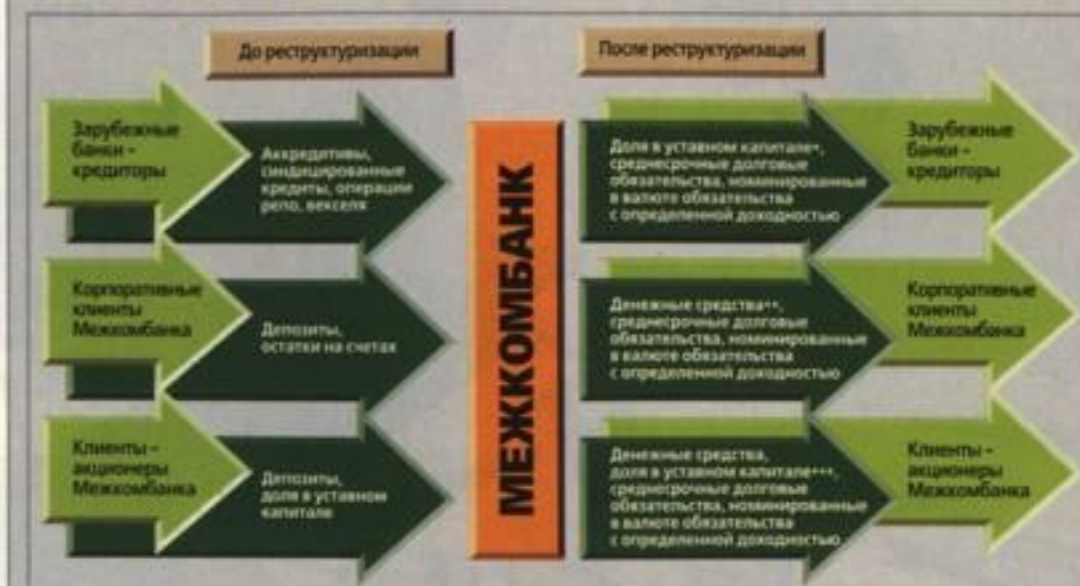 До реструктуризации
После реструктуризации
Зарубежные
банки –
кредиторы
Аккредитивы,
синдицированные
кредиты, операции
репо, векселя
Корпоративные
клиенты
Межкомбанка
Депозиты,
остатки на счетах
Клиенты –
акционеры
Межкомбанка
Депозиты,
доля в уставном
капитале
МЕЖКОМБАНК
Доля в уставном капитале*,
среднесрочные долговые
обязательства, номинированные
в валюте обязательства
с определенной доходностью
Зарубежные
банки –
кредиторы
Денежные средства**,
среднесрочные долговые
обязательства, номинированные
в валюте обязательства
с определенной доходностью
Корпоративные
клиенты
Межкомбанка
Денежные средства,
доля в уставном капитале***,
среднесрочные долговые
обязательства, номинированные
в валюте обязательства
с определенной доходностью
Клиенты –
акционеры
Межкомбанка